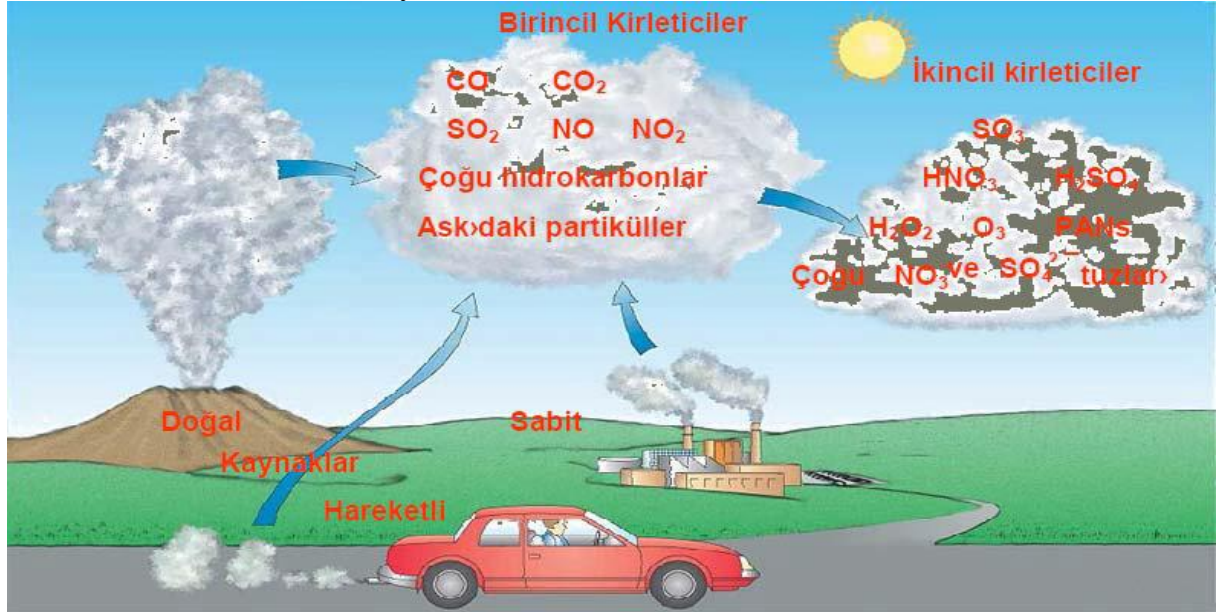 Birincil Kirleticiler
CO CO₂
SO₂ NO NO₂
Çoğu hidrokarbonlar
Ask›daki partiküller
İkincil kirleticiler
SO₃
HNO₃ H₂SO₄
H₂O₂ O₃ PANs
Çoğu NO₃⁻ ve SO₄²⁻ tuzlar›
Doğal
Kaynaklar
Sabit
Hareketli